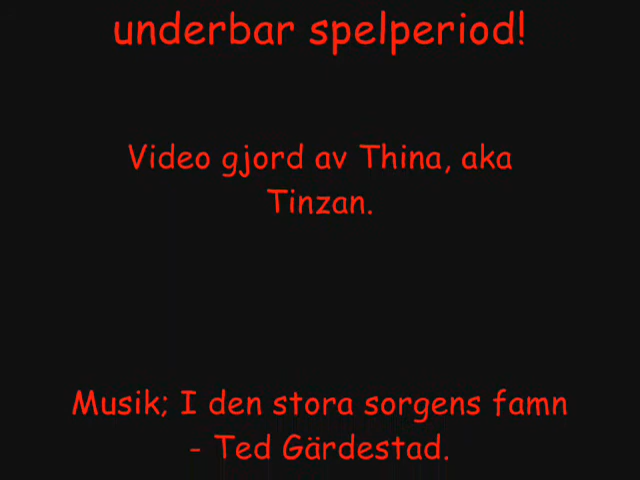 underbar spelperiod!
Video gjord av Thina, aka
Tinzan.
Musik; I den stora sorgens famn
- Ted Gärdestad.